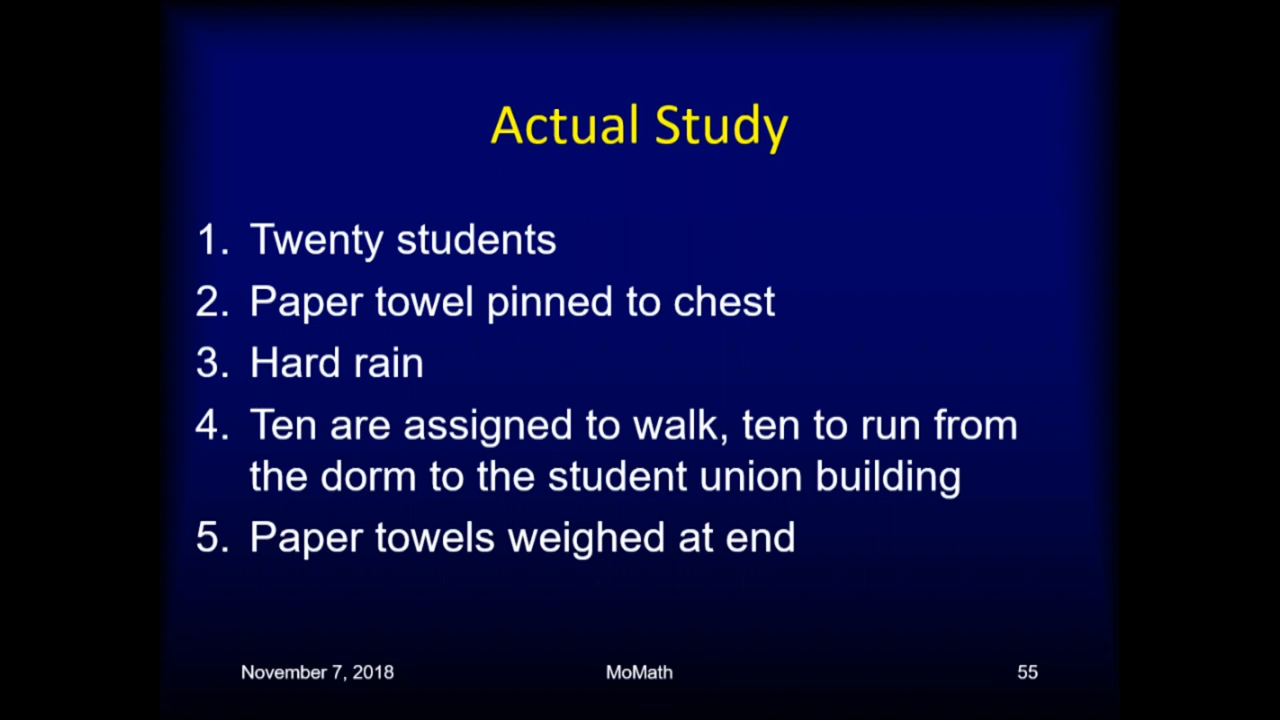 Actual Study
1. Twenty students
2. Paper towel pinned to chest
3. Hard rain
4. Ten are assigned to walk, ten to run from
the dorm to the student union building
5. Paper towels weighed at end
November 7, 2018 MoMath 55